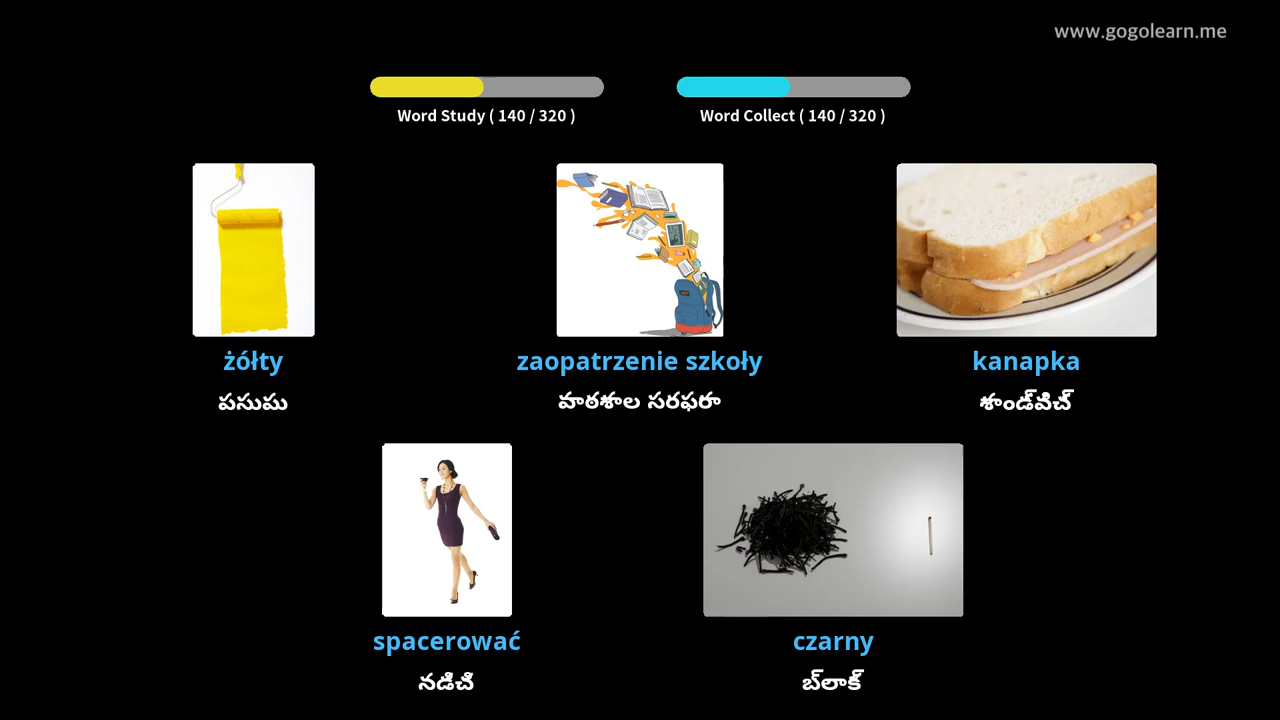 www.gogolearn.me
Word Study ( 140 / 320 )
Word Collect ( 140 / 320 )
żółty
zaopatrzenie szkoły
kanapka
పసుపు
పాఠశాల సరఫరా
శాండ్‌విచ్
spacerować
czarny
నడిచి
బ్‌లాక్